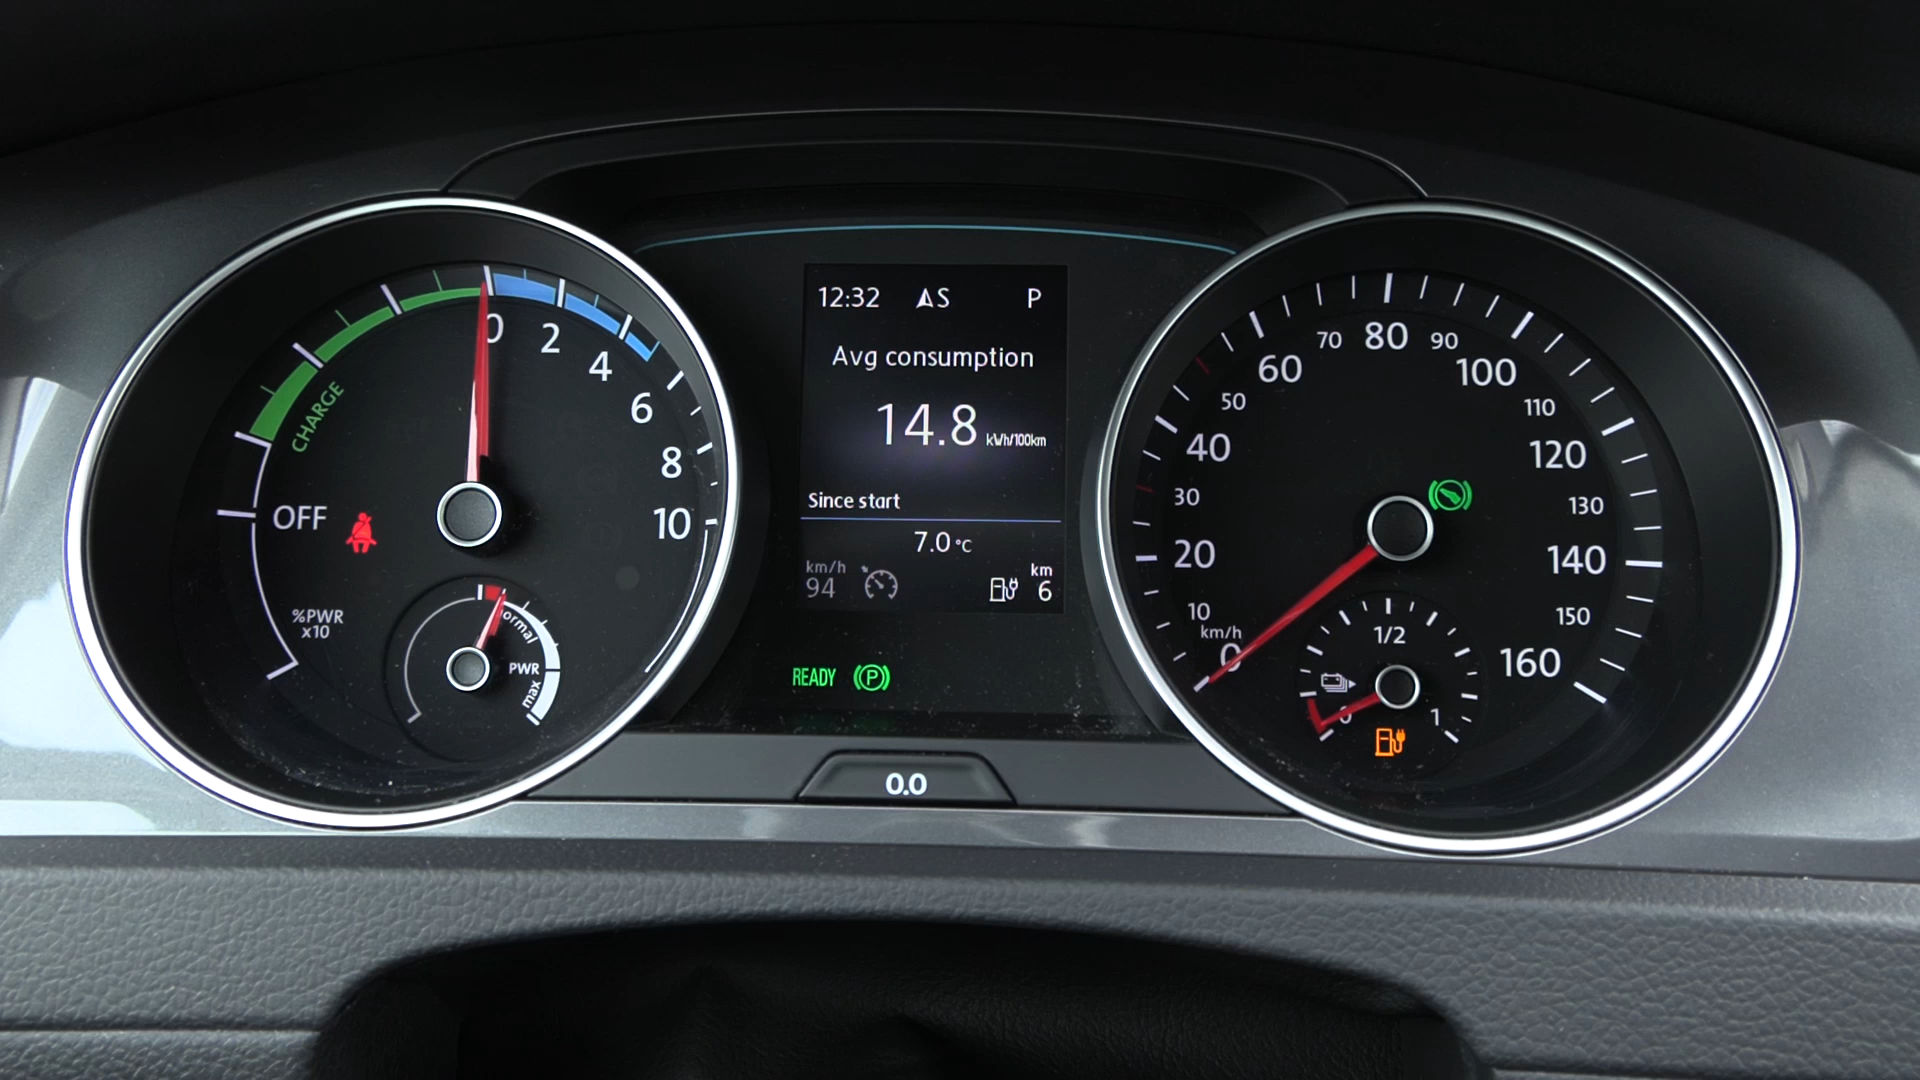 0
2
4
6
8
10
CHARGE
OFF
%PWR
x10
normal
PWR
max
12:32 S P
Avg consumption
14.8 kWh/100km
Since start
7.0 °C
km/h
94
km
6
READY P
0.0
0
km/h
10
20
30
40
50
60
70
80
90
100
110
120
130
140
150
160
1/2
0
1